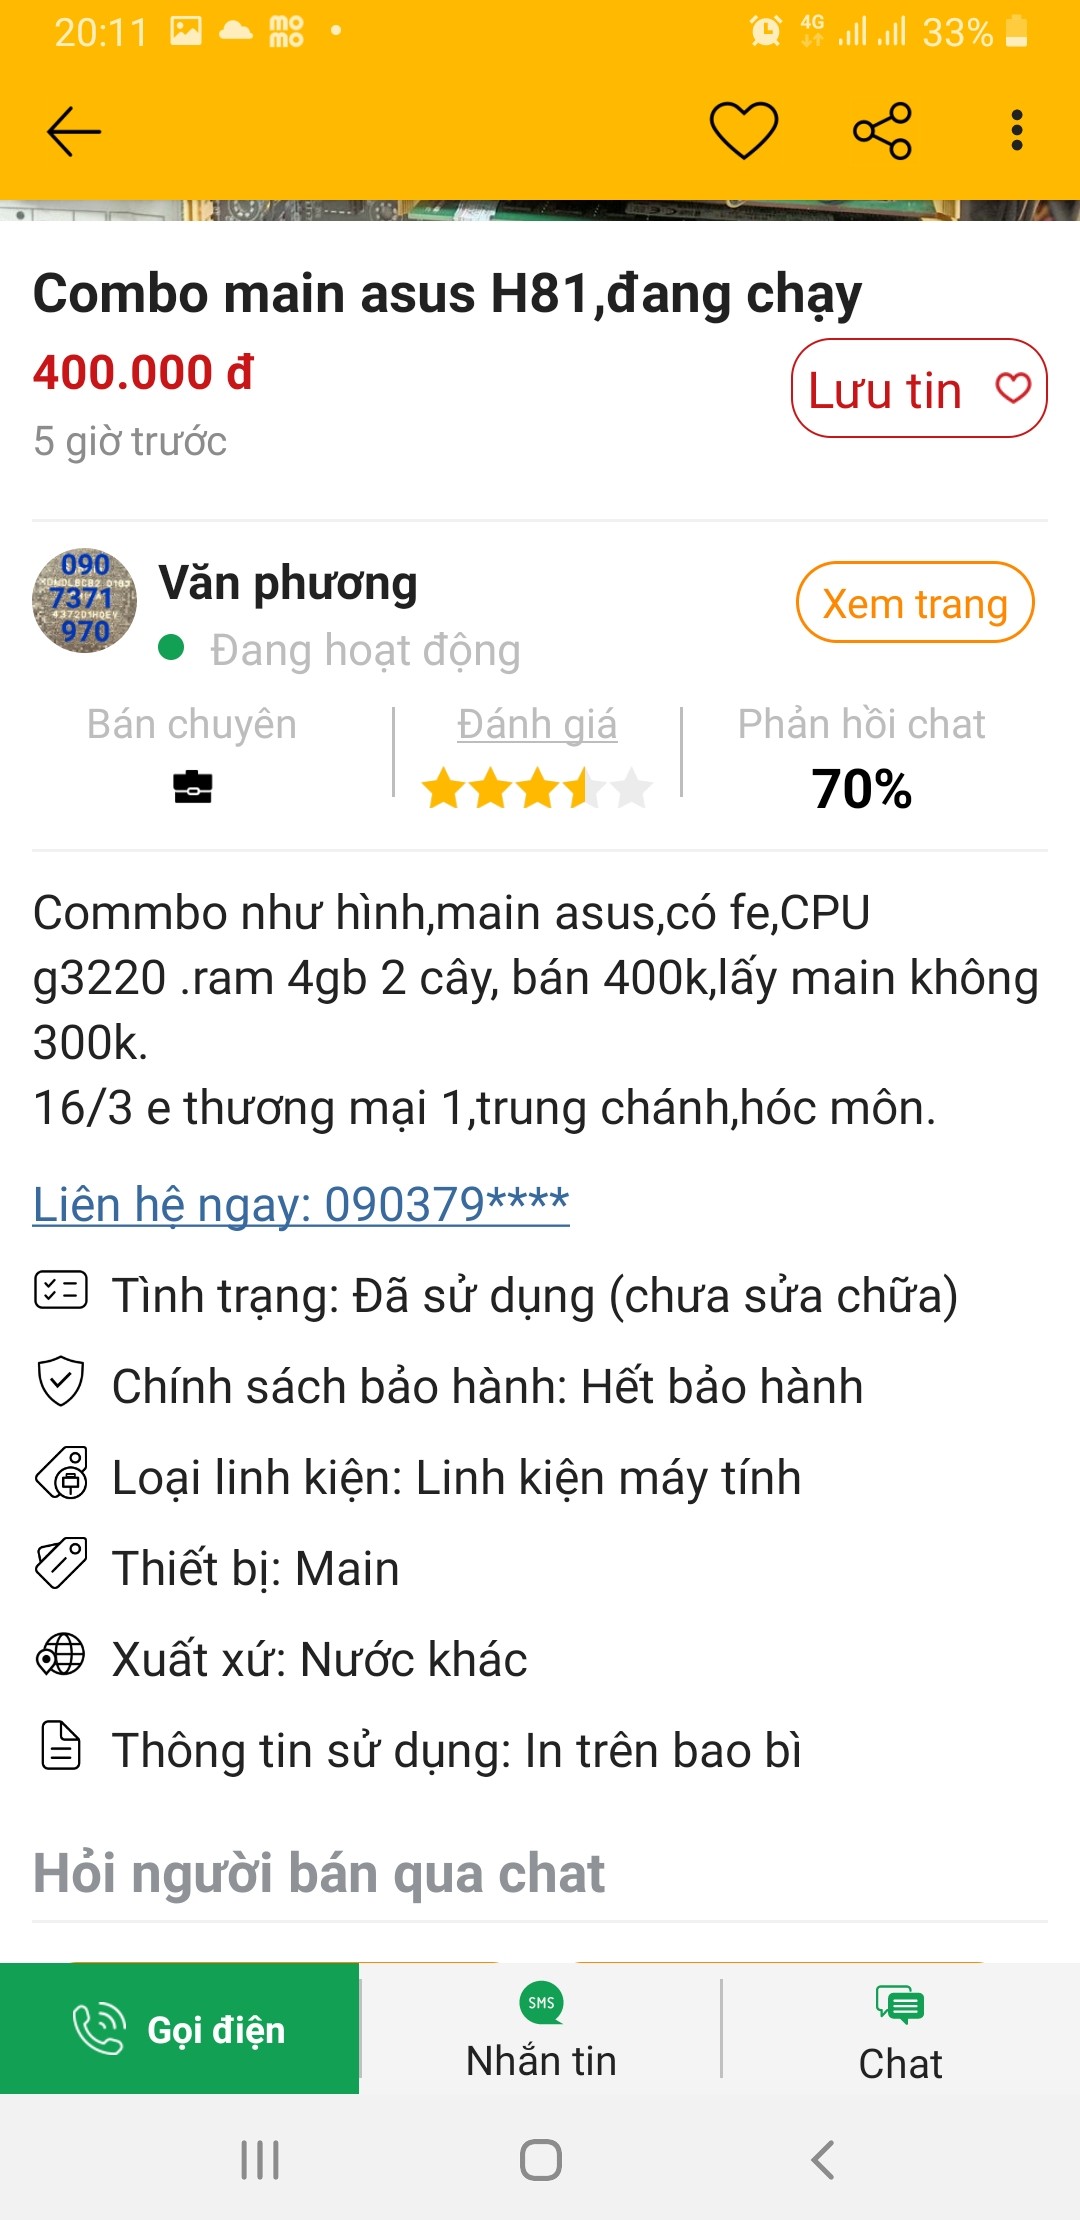 20:11
mo
mo
4G
33%
Combo main asus H81,đang chạy
400.000 đ
Lưu tin
5 giờ trước
090
7371
970
Văn phương
Đang hoạt động
Xem trang
Bán chuyên
Đánh giá
Phản hồi chat
70%
Commbo như hình,main asus,có fe,CPU
g3220 .ram 4gb 2 cây, bán 400k,lấy main không
300k.
16/3 e thương mại 1,trung chánh,hóc môn.
Liên hệ ngay: 090379****
Tình trạng: Đã sử dụng (chưa sửa chữa)
Chính sách bảo hành: Hết bảo hành
Loại linh kiện: Linh kiện máy tính
Thiết bị: Main
Xuất xứ: Nước khác
Thông tin sử dụng: In trên bao bì
Hỏi người bán qua chat
Gọi điện
SMS
Nhắn tin
Chat